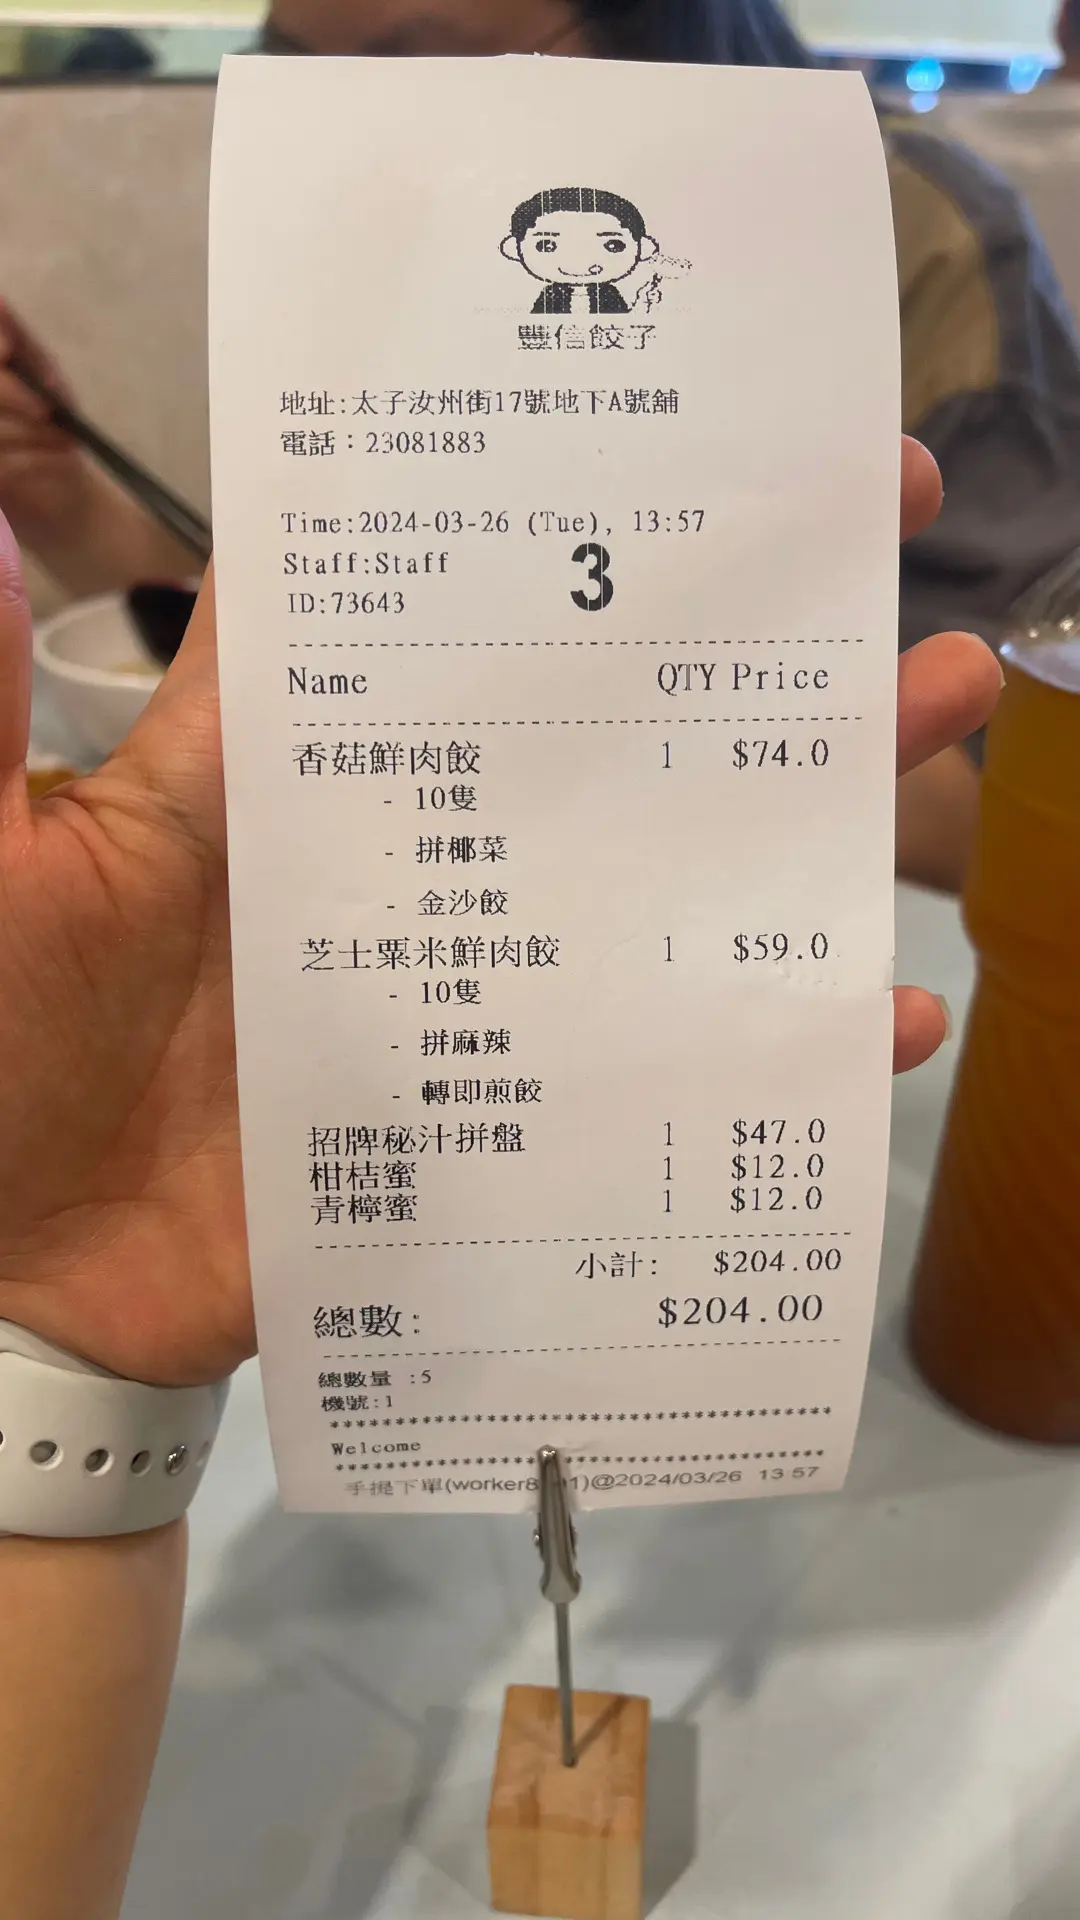 豐信餃子
地址:太子汝州街17號地下A號舖
電話：23081883
Time:2024-03-26 (Tue), 13:57
Staff:Staff
3
ID:73643
Name QTY Price
香菇鮮肉餃 1 $74.0
- 10隻
- 拼椰菜
- 金沙餃
芝士粟米鮮肉餃 1 $59.0
- 10隻
- 拼麻辣
- 轉即煎餃
招牌秘汁拼盤 1 $47.0
柑桔蜜 1 $12.0
青檸蜜 1 $12.0
小計: $204.00
總數: $204.00
總數量 :5
機號:1
****************************************
Welcome
****************************************
手提下單 @2024/03/26 13 57